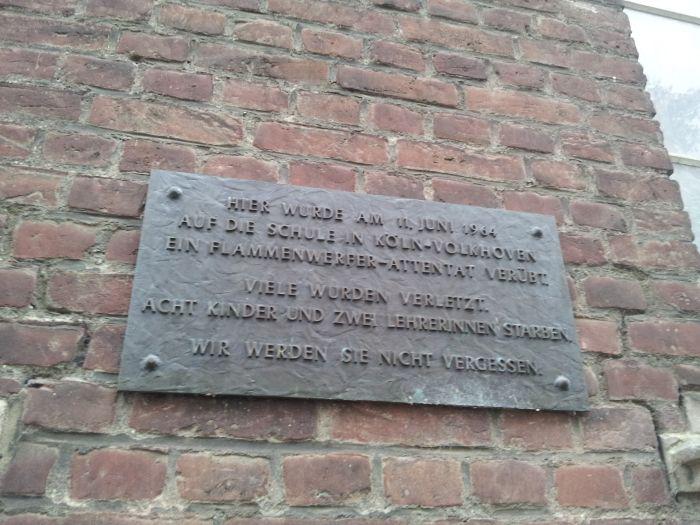 HIER WURDE AM 11. JUNI 1964
AUF DIE SCHULE IN KÖLN-VOLKHOVEN
EIN FLAMMENWERFER-ATTENTAT VERÜBT.
VIELE WURDEN VERLETZT.
ACHT KINDER UND ZWEI LEHRERINNEN STARBEN.
WIR WERDEN SIE NICHT VERGESSEN.